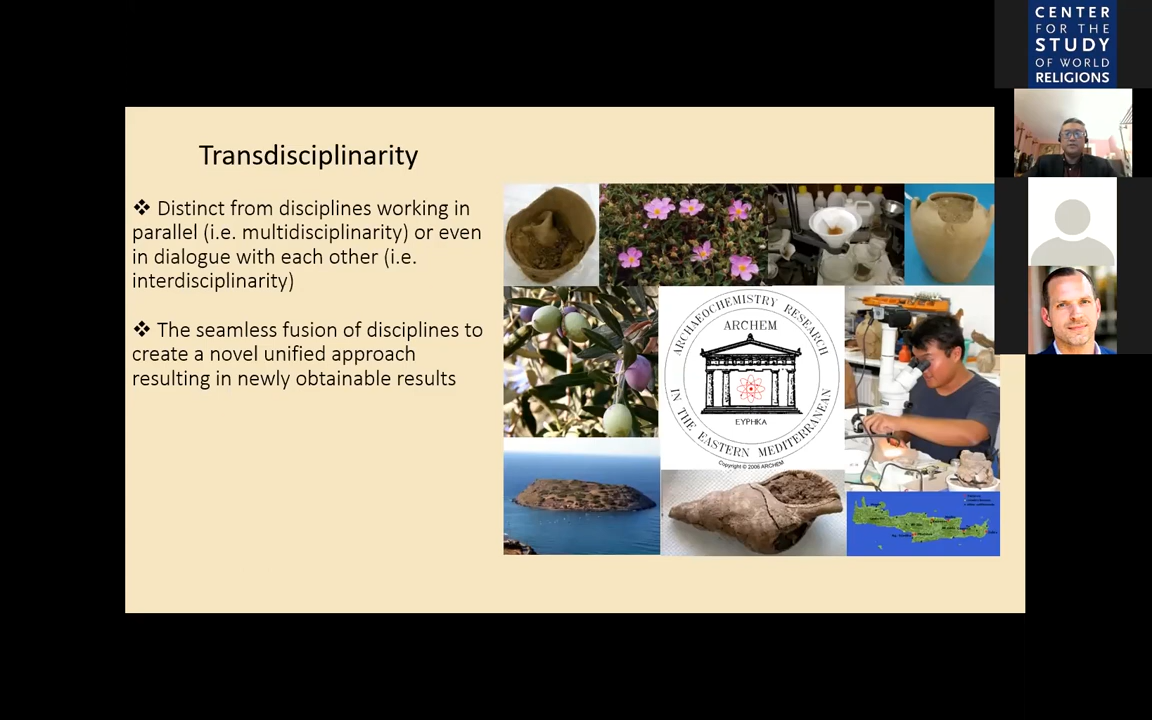 CENTER
FOR THE
STUDY
OF WORLD
RELIGIONS
Transdisciplinarity
❖ Distinct from disciplines working in
parallel (i.e. multidisciplinarity) or even
in dialogue with each other (i.e.
interdisciplinarity)
❖ The seamless fusion of disciplines to
create a novel unified approach
resulting in newly obtainable results
ARCHAEOCHEMISTRY RESEARCH
ARCHEM
ΕΥΡΗΚΑ
IN THE EASTERN MEDITERRANEAN
Copyright © 2006 ARCHEM